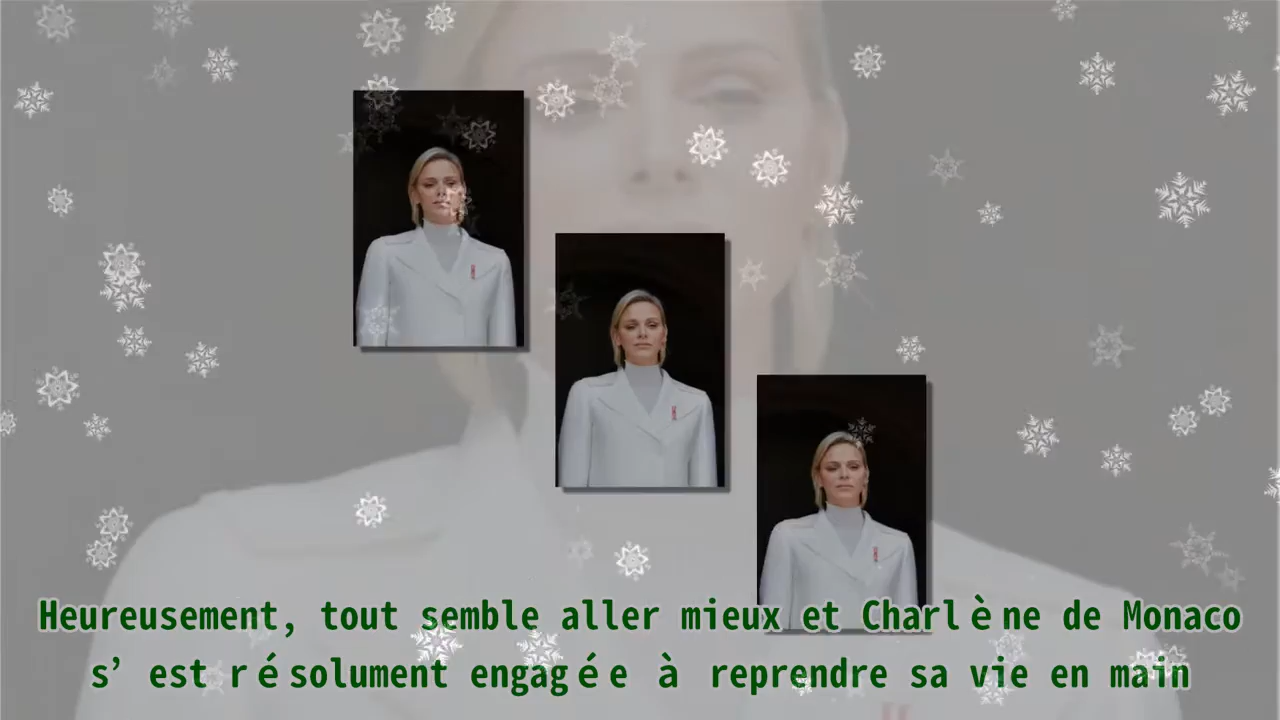 Heureusement, tout semble aller mieux et Charlène de Monaco
s’ est résolument engagée à reprendre sa vie en main